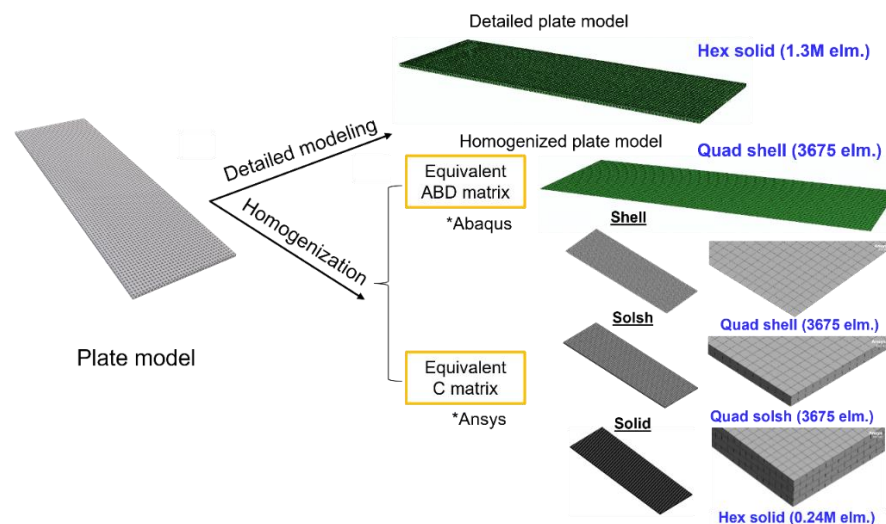 Detailed plate model
Hex solid (1.3M elm.)
Detailed modeling
Homogenization
Plate model
Homogenized plate model
Quad shell (3675 elm.)
Equivalent
ABD matrix
*Abaqus
Shell
Quad shell (3675 elm.)
Solsh
Quad solsh (3675 elm.)
Equivalent
C matrix
*Ansys
Solid
Hex solid (0.24M elm.)